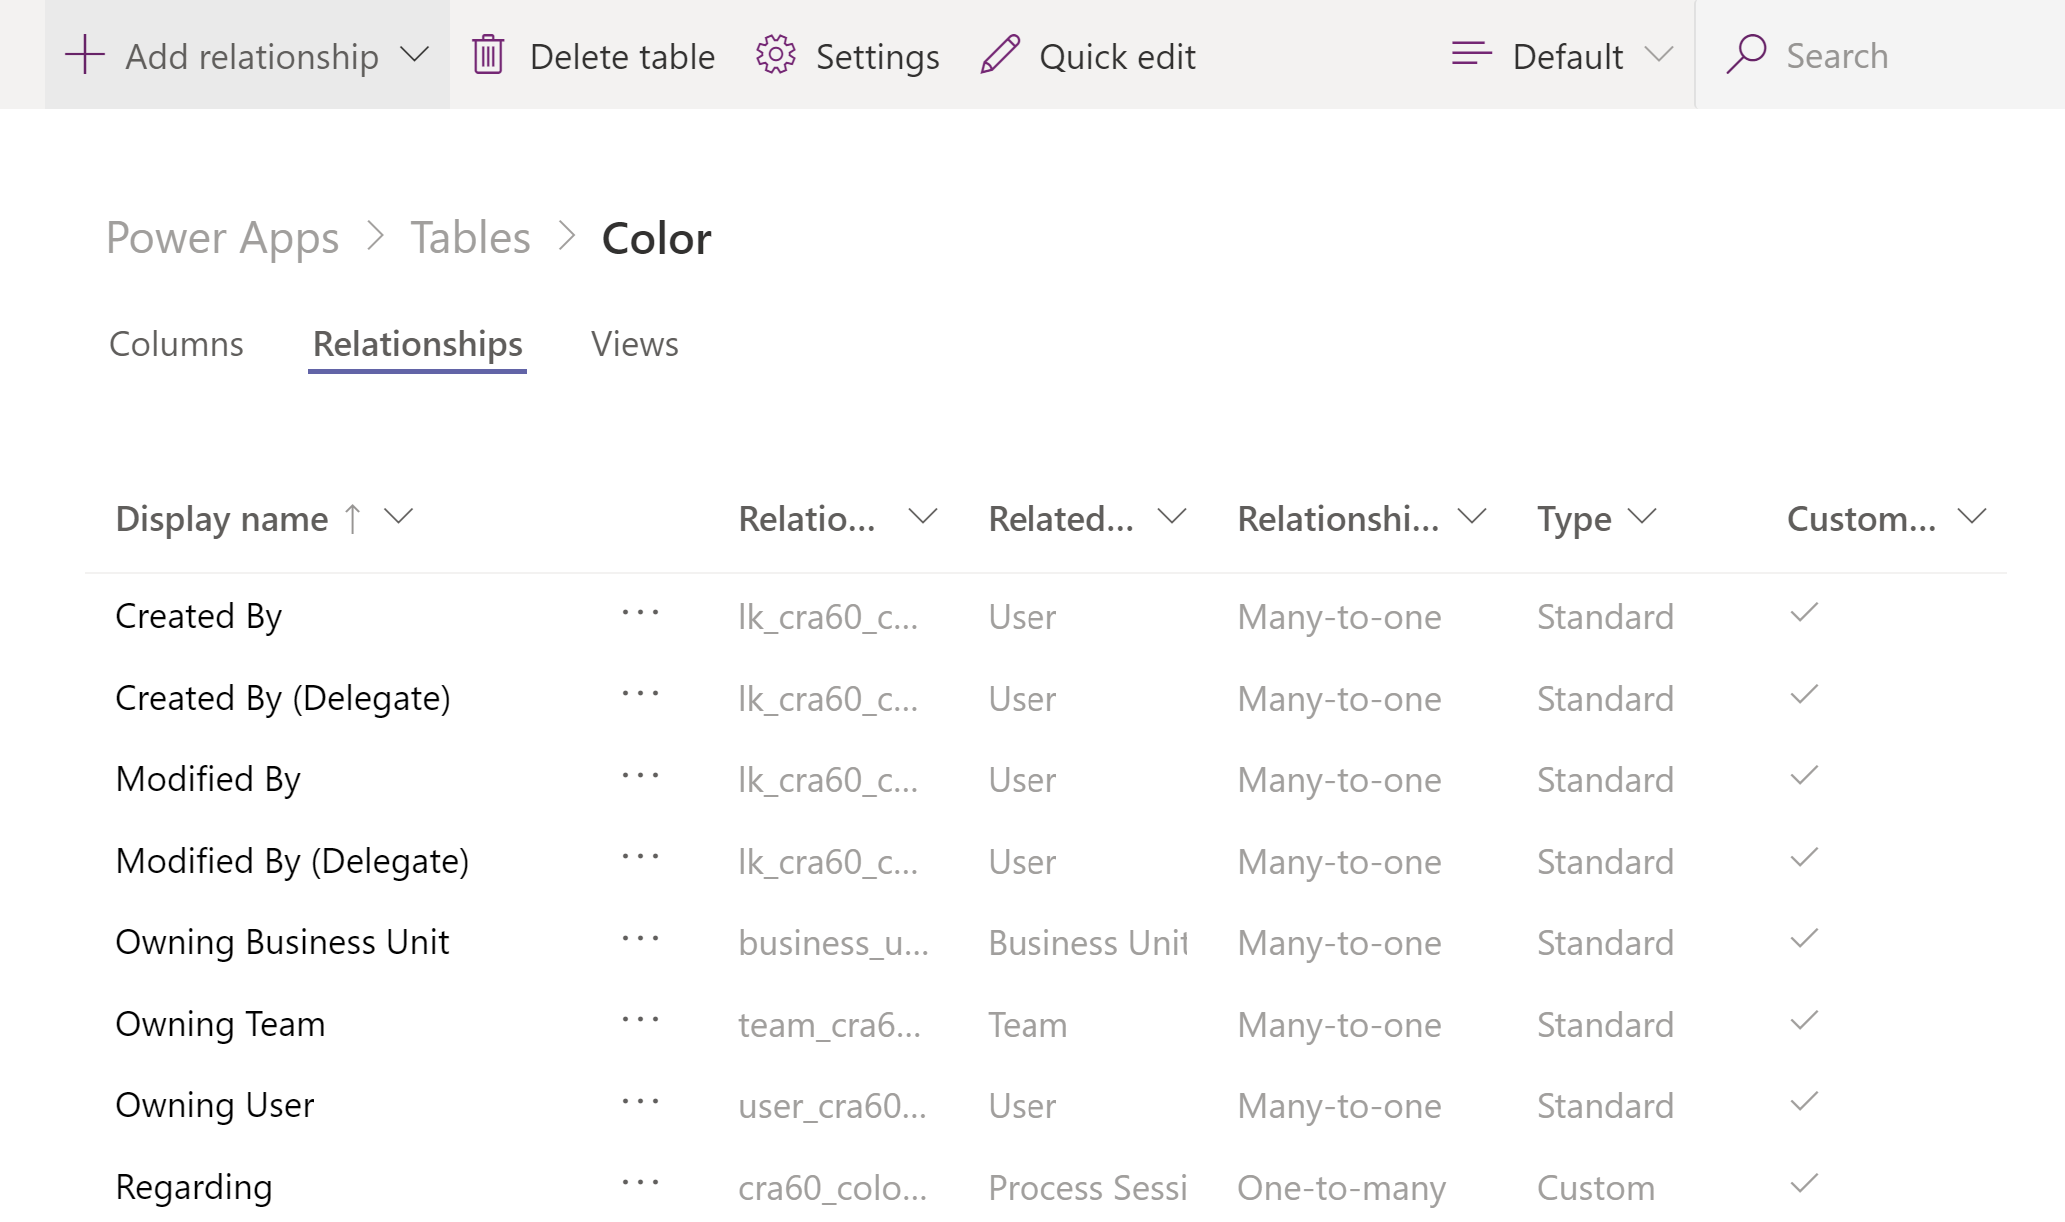 Add relationship Delete table Settings Quick edit Default Search
Power Apps > Tables > Color
Columns Relationships Views
Display name ↑ Relatio... Related... Relationshi... Type Custom...
Created By ... lk_cra60_c... User Many-to-one Standard
Created By (Delegate) ... lk_cra60_c... User Many-to-one Standard
Modified By ... lk_cra60_c... User Many-to-one Standard
Modified By (Delegate) ... lk_cra60_c... User Many-to-one Standard
Owning Business Unit ... business_u... Business Unit Many-to-one Standard
Owning Team ... team_cra6... Team Many-to-one Standard
Owning User ... user_cra60... User Many-to-one Standard
Regarding ... cra60_colo... Process Sessi One-to-many Custom